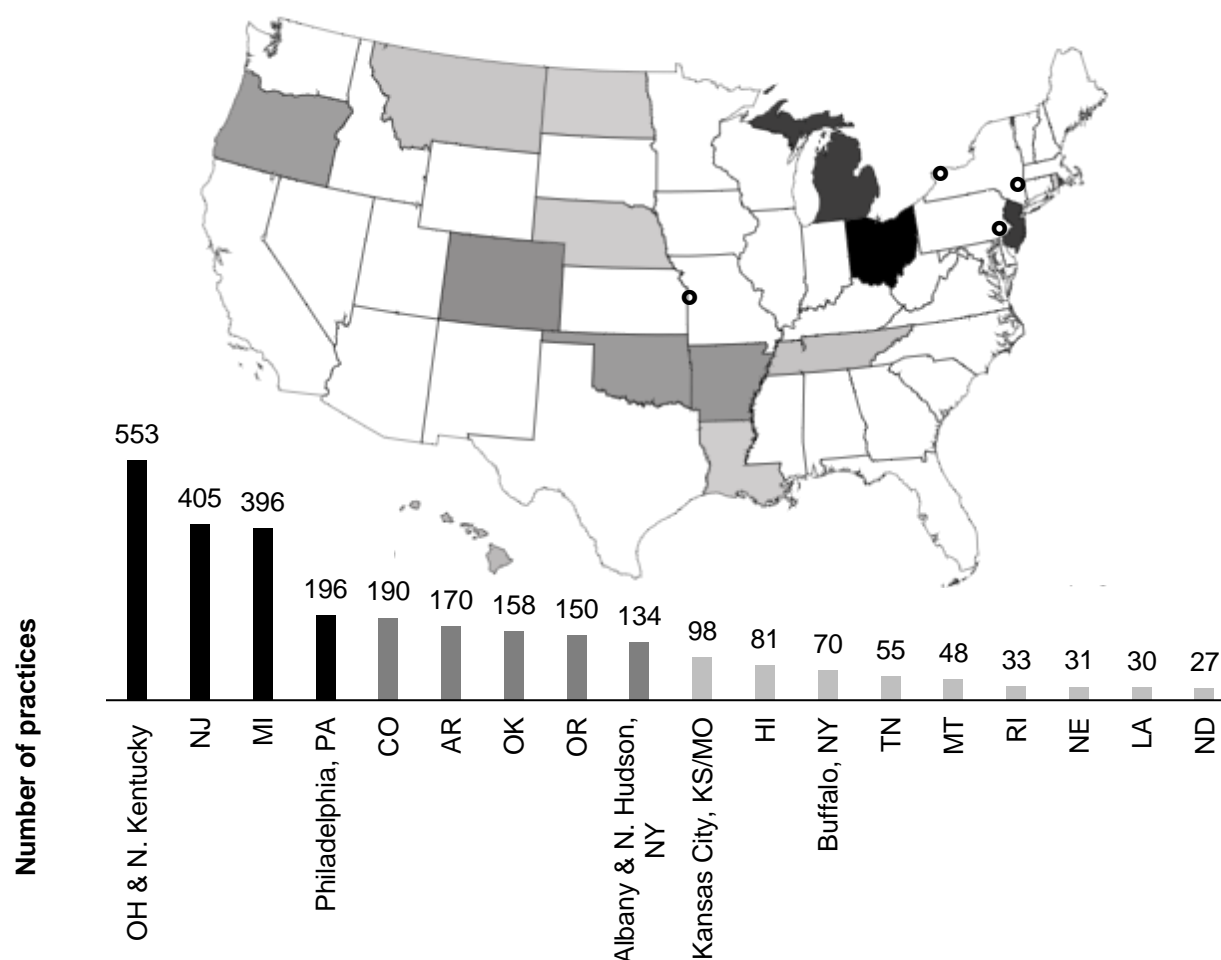 553
405
396
196
190
170
158
150
134
98
81
70
55
48
33
31
30
27
Number of practices
OH & N. Kentucky
NJ
MI
Philadelphia, PA
CO
AR
OK
OR
Albany & N. Hudson,
NY
Kansas City, KS/MO
HI
Buffalo, NY
TN
MT
RI
NE
LA
ND